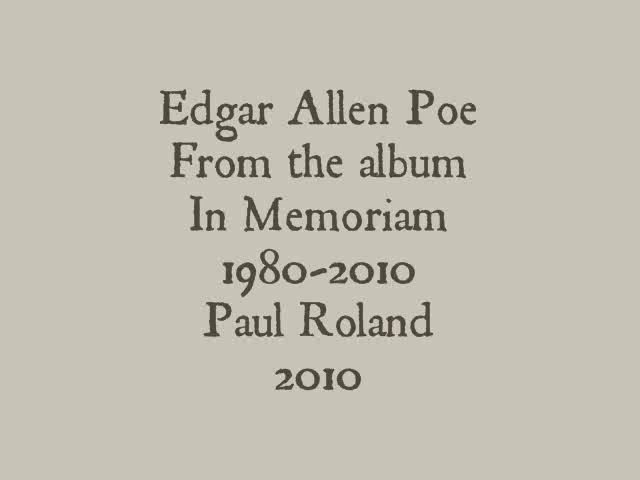 Edgar Allen Poe
From the album
In Memoriam
1980-2010
Paul Roland
2010